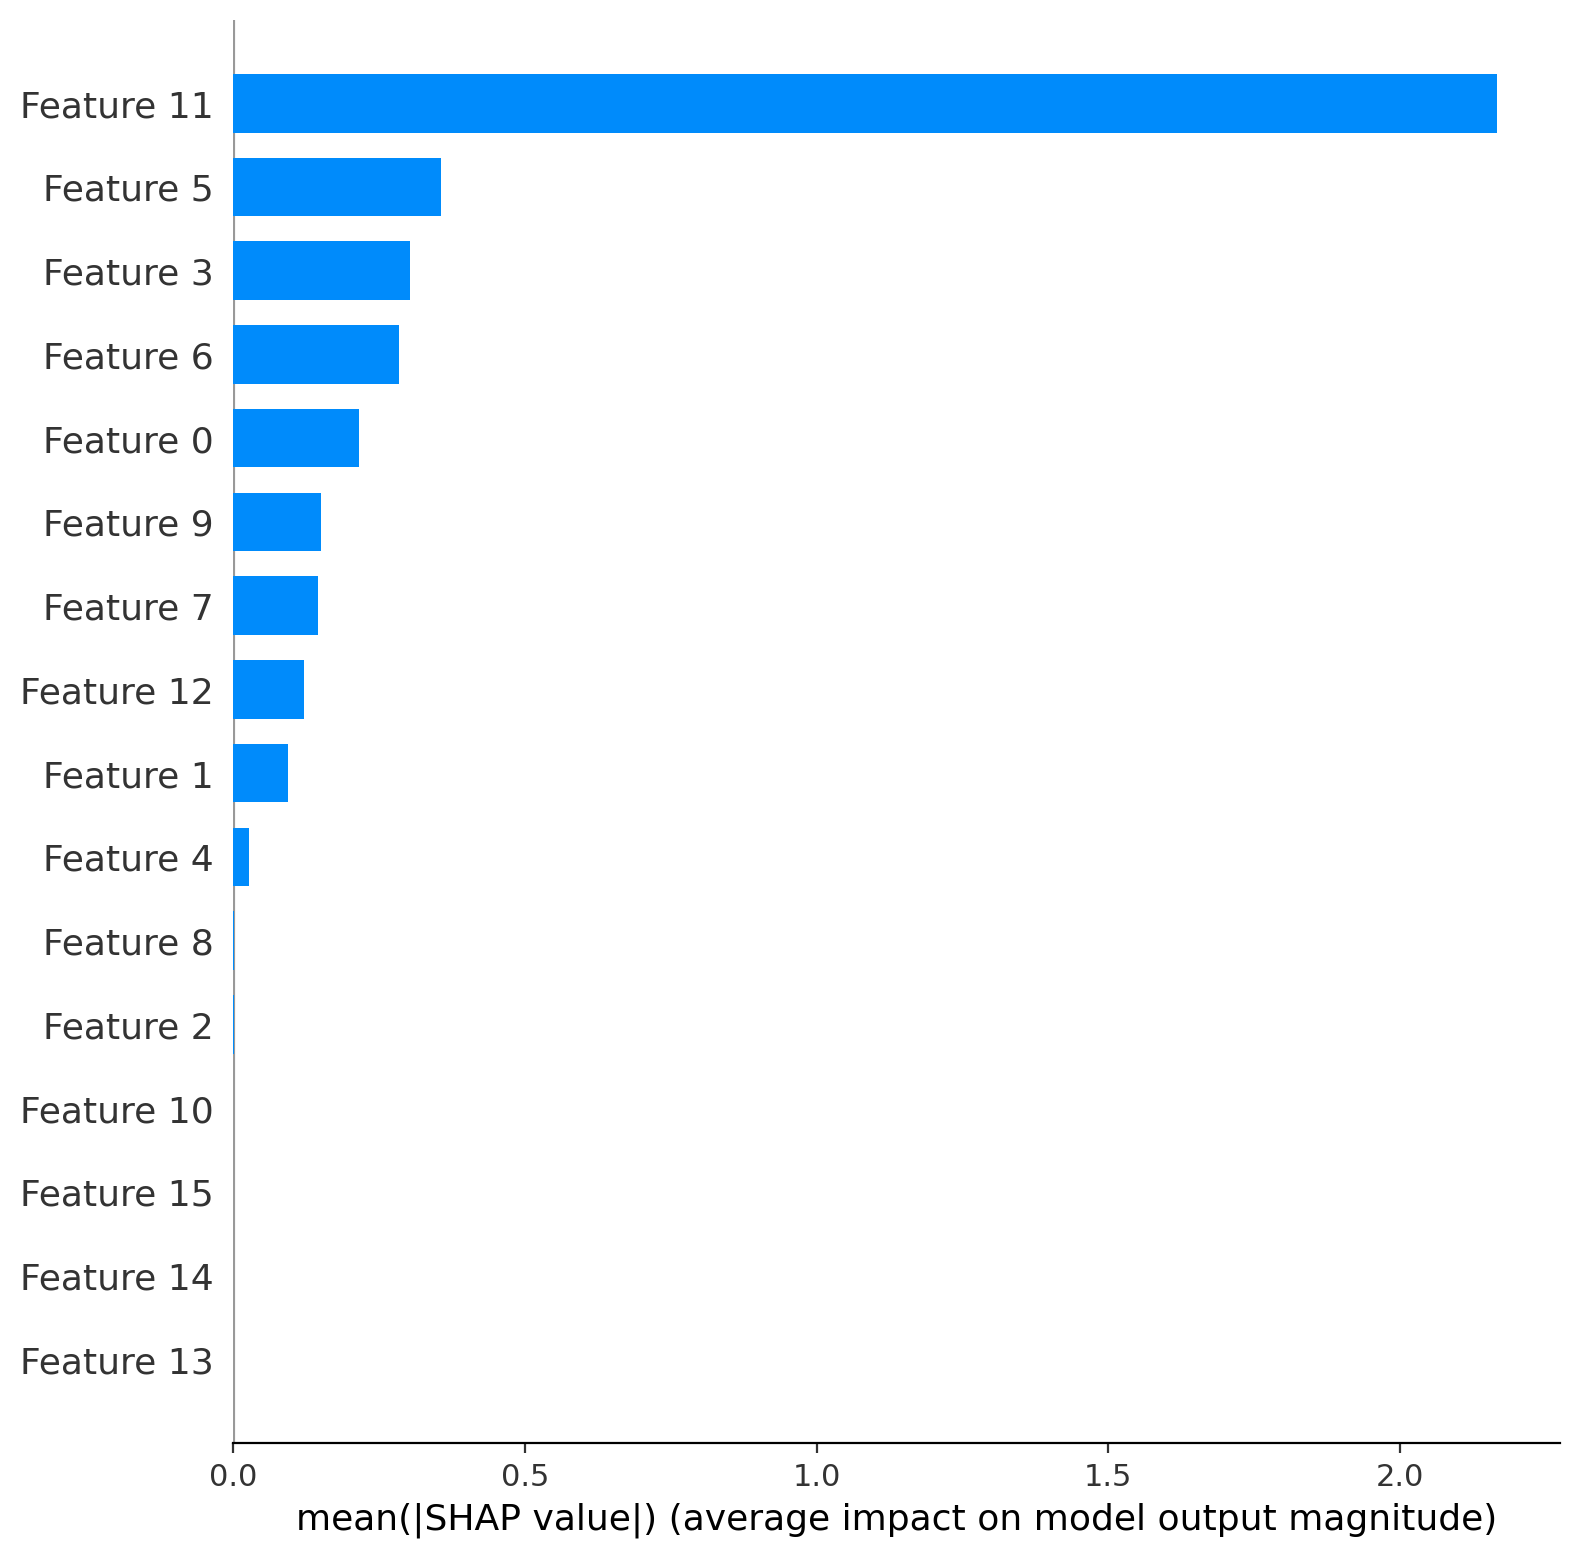 Feature 11
Feature 5
Feature 3
Feature 6
Feature 0
Feature 9
Feature 7
Feature 12
Feature 1
Feature 4
Feature 8
Feature 2
Feature 10
Feature 15
Feature 14
Feature 13
0.0 0.5 1.0 1.5 2.0
mean(|SHAP value|) (average impact on model output magnitude)